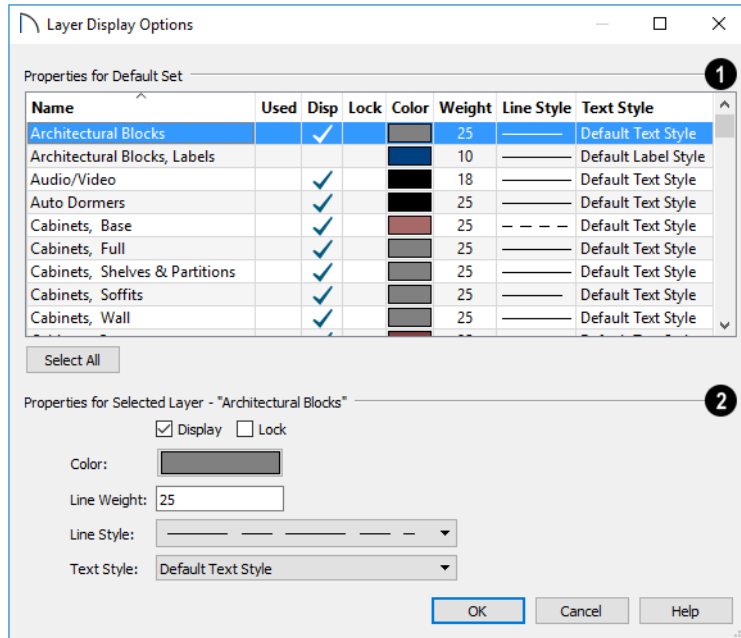 Layer Display Options
Properties for Default Set 1
Name Used Disp Lock Color Weight Line Style Text Style
Architectural Blocks 25 Default Text Style
Architectural Blocks, Labels 10 Default Label Style
Audio/Video 18 Default Text Style
Auto Dormers 25 Default Text Style
Cabinets, Base 25 Default Text Style
Cabinets, Full 25 Default Text Style
Cabinets, Shelves & Partitions 25 Default Text Style
Cabinets, Soffits 25 Default Text Style
Cabinets, Wall 25 Default Text Style
Select All
Properties for Selected Layer - "Architectural Blocks" 2
Display Lock
Color:
Line Weight: 25
Line Style:
Text Style: Default Text Style
OK Cancel Help